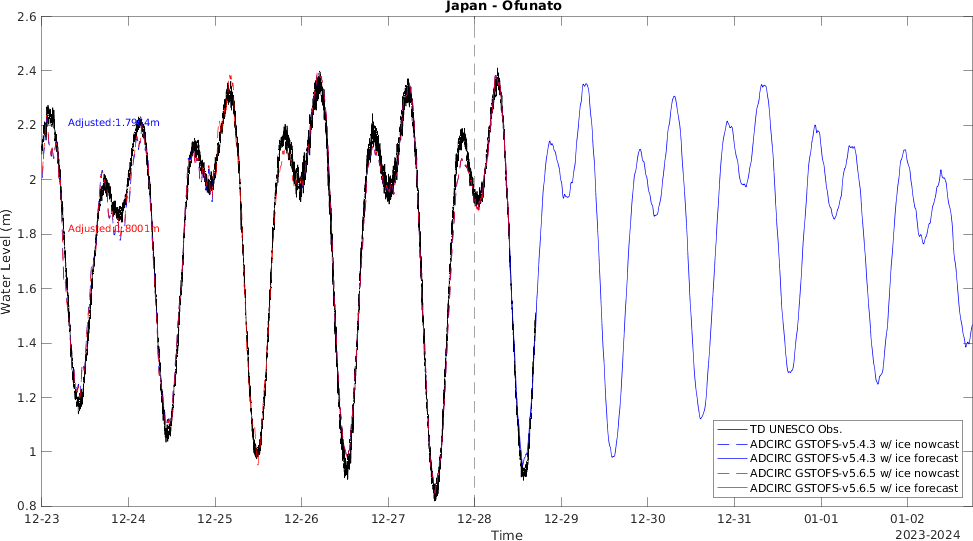 Japan - Ofunato
2.6
2.4
2.2
2
1.8
1.6
1.4
1.2
1
0.8
Water Level (m)
Adjusted:1.79 4m
Adjusted: .8001m
TD UNESCO Obs.
ADCIRC GSTOFS-v5.4.3 w/ ice nowcast
ADCIRC GSTOFS-v5.4.3 w/ ice forecast
ADCIRC GSTOFS-v5.6.5 w/ ice nowcast
ADCIRC GSTOFS-v5.6.5 w/ ice forecast
12-23 12-24 12-25 12-26 12-27 12-28 12-29 12-30 12-31 01-01 01-02
Time
2023-2024